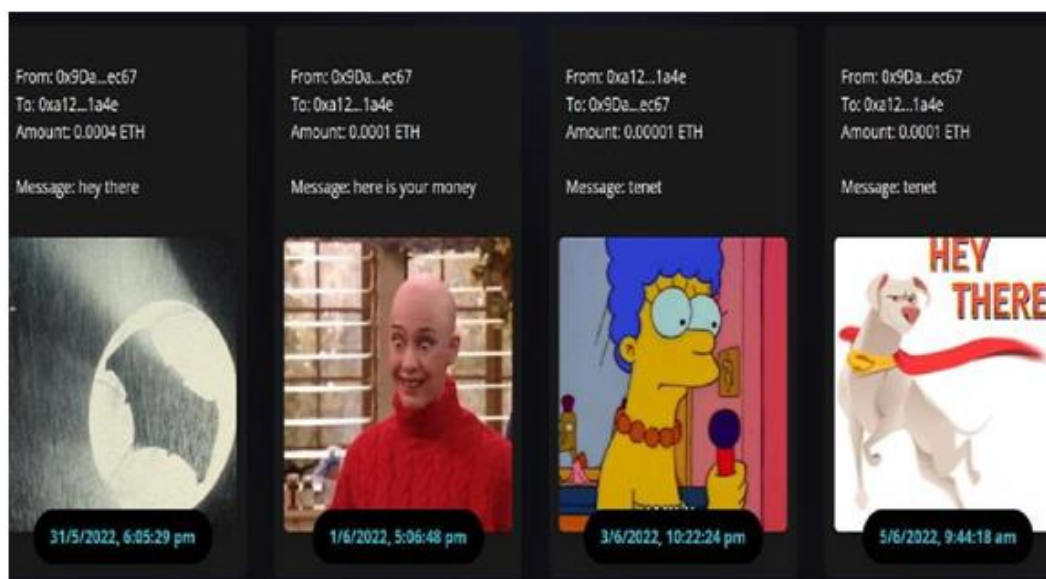 From: 0x9Da...ec67
To: 0xa12...1a4e
Amount: 0.0004 ETH
Message: hey there
31/5/2022, 6:05:29 pm
From: 0x9Da...ec67
To: 0xa12...1a4e
Amount: 0.0001 ETH
Message: here is your money
1/6/2022, 5:06:48 pm
From: 0xa12...1a4e
To: 0x9Da...ec67
Amount: 0.00001 ETH
Message: tenet
3/6/2022, 10:22:24 pm
From: 0x9Da...ec67
To: 0xa12...1a4e
Amount: 0.0001 ETH
Message: tenet
HEY
THERE
5/6/2022, 9:44:18 am